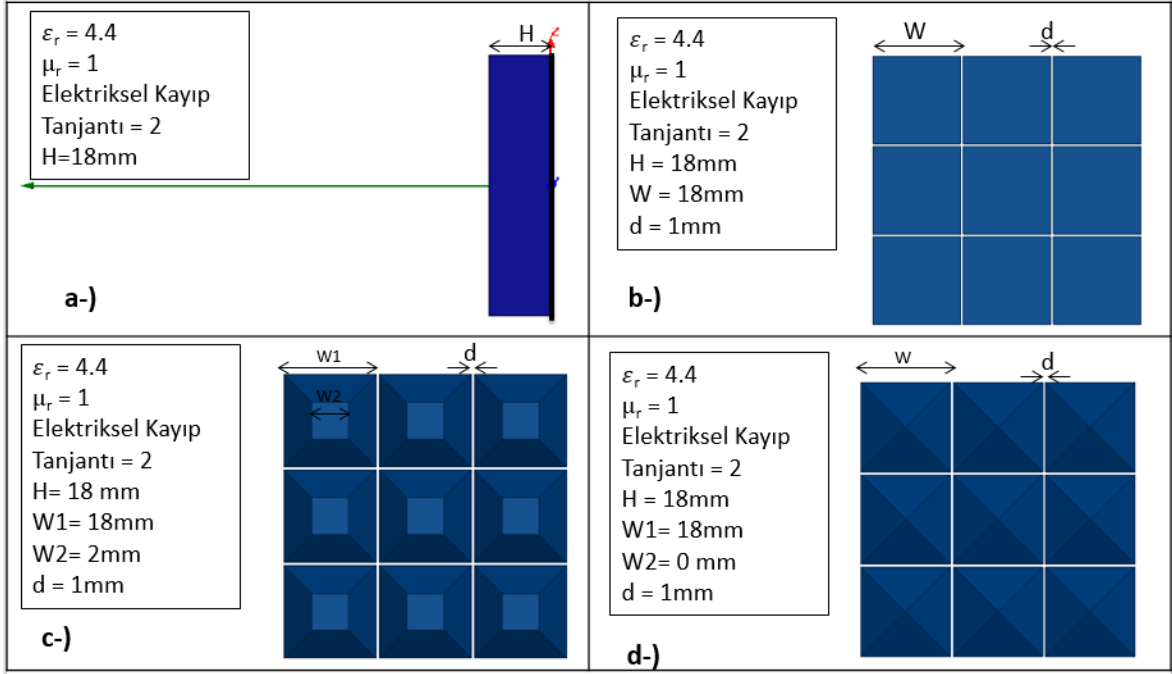 εr = 4.4
μr = 1
Elektriksel Kayıp
Tanjantı = 2
H=18mm
H
z
a-)
εr = 4.4
μr = 1
Elektriksel Kayıp
Tanjantı = 2
H = 18mm
W = 18mm
d = 1mm
W
d
b-)
εr = 4.4
μr = 1
Elektriksel Kayıp
Tanjantı = 2
H= 18 mm
W1= 18mm
W2= 2mm
d = 1mm
W1
d
W2
c-)
εr = 4.4
μr = 1
Elektriksel Kayıp
Tanjantı = 2
H = 18mm
W1= 18mm
W2= 0 mm
d = 1mm
w
d
d-)